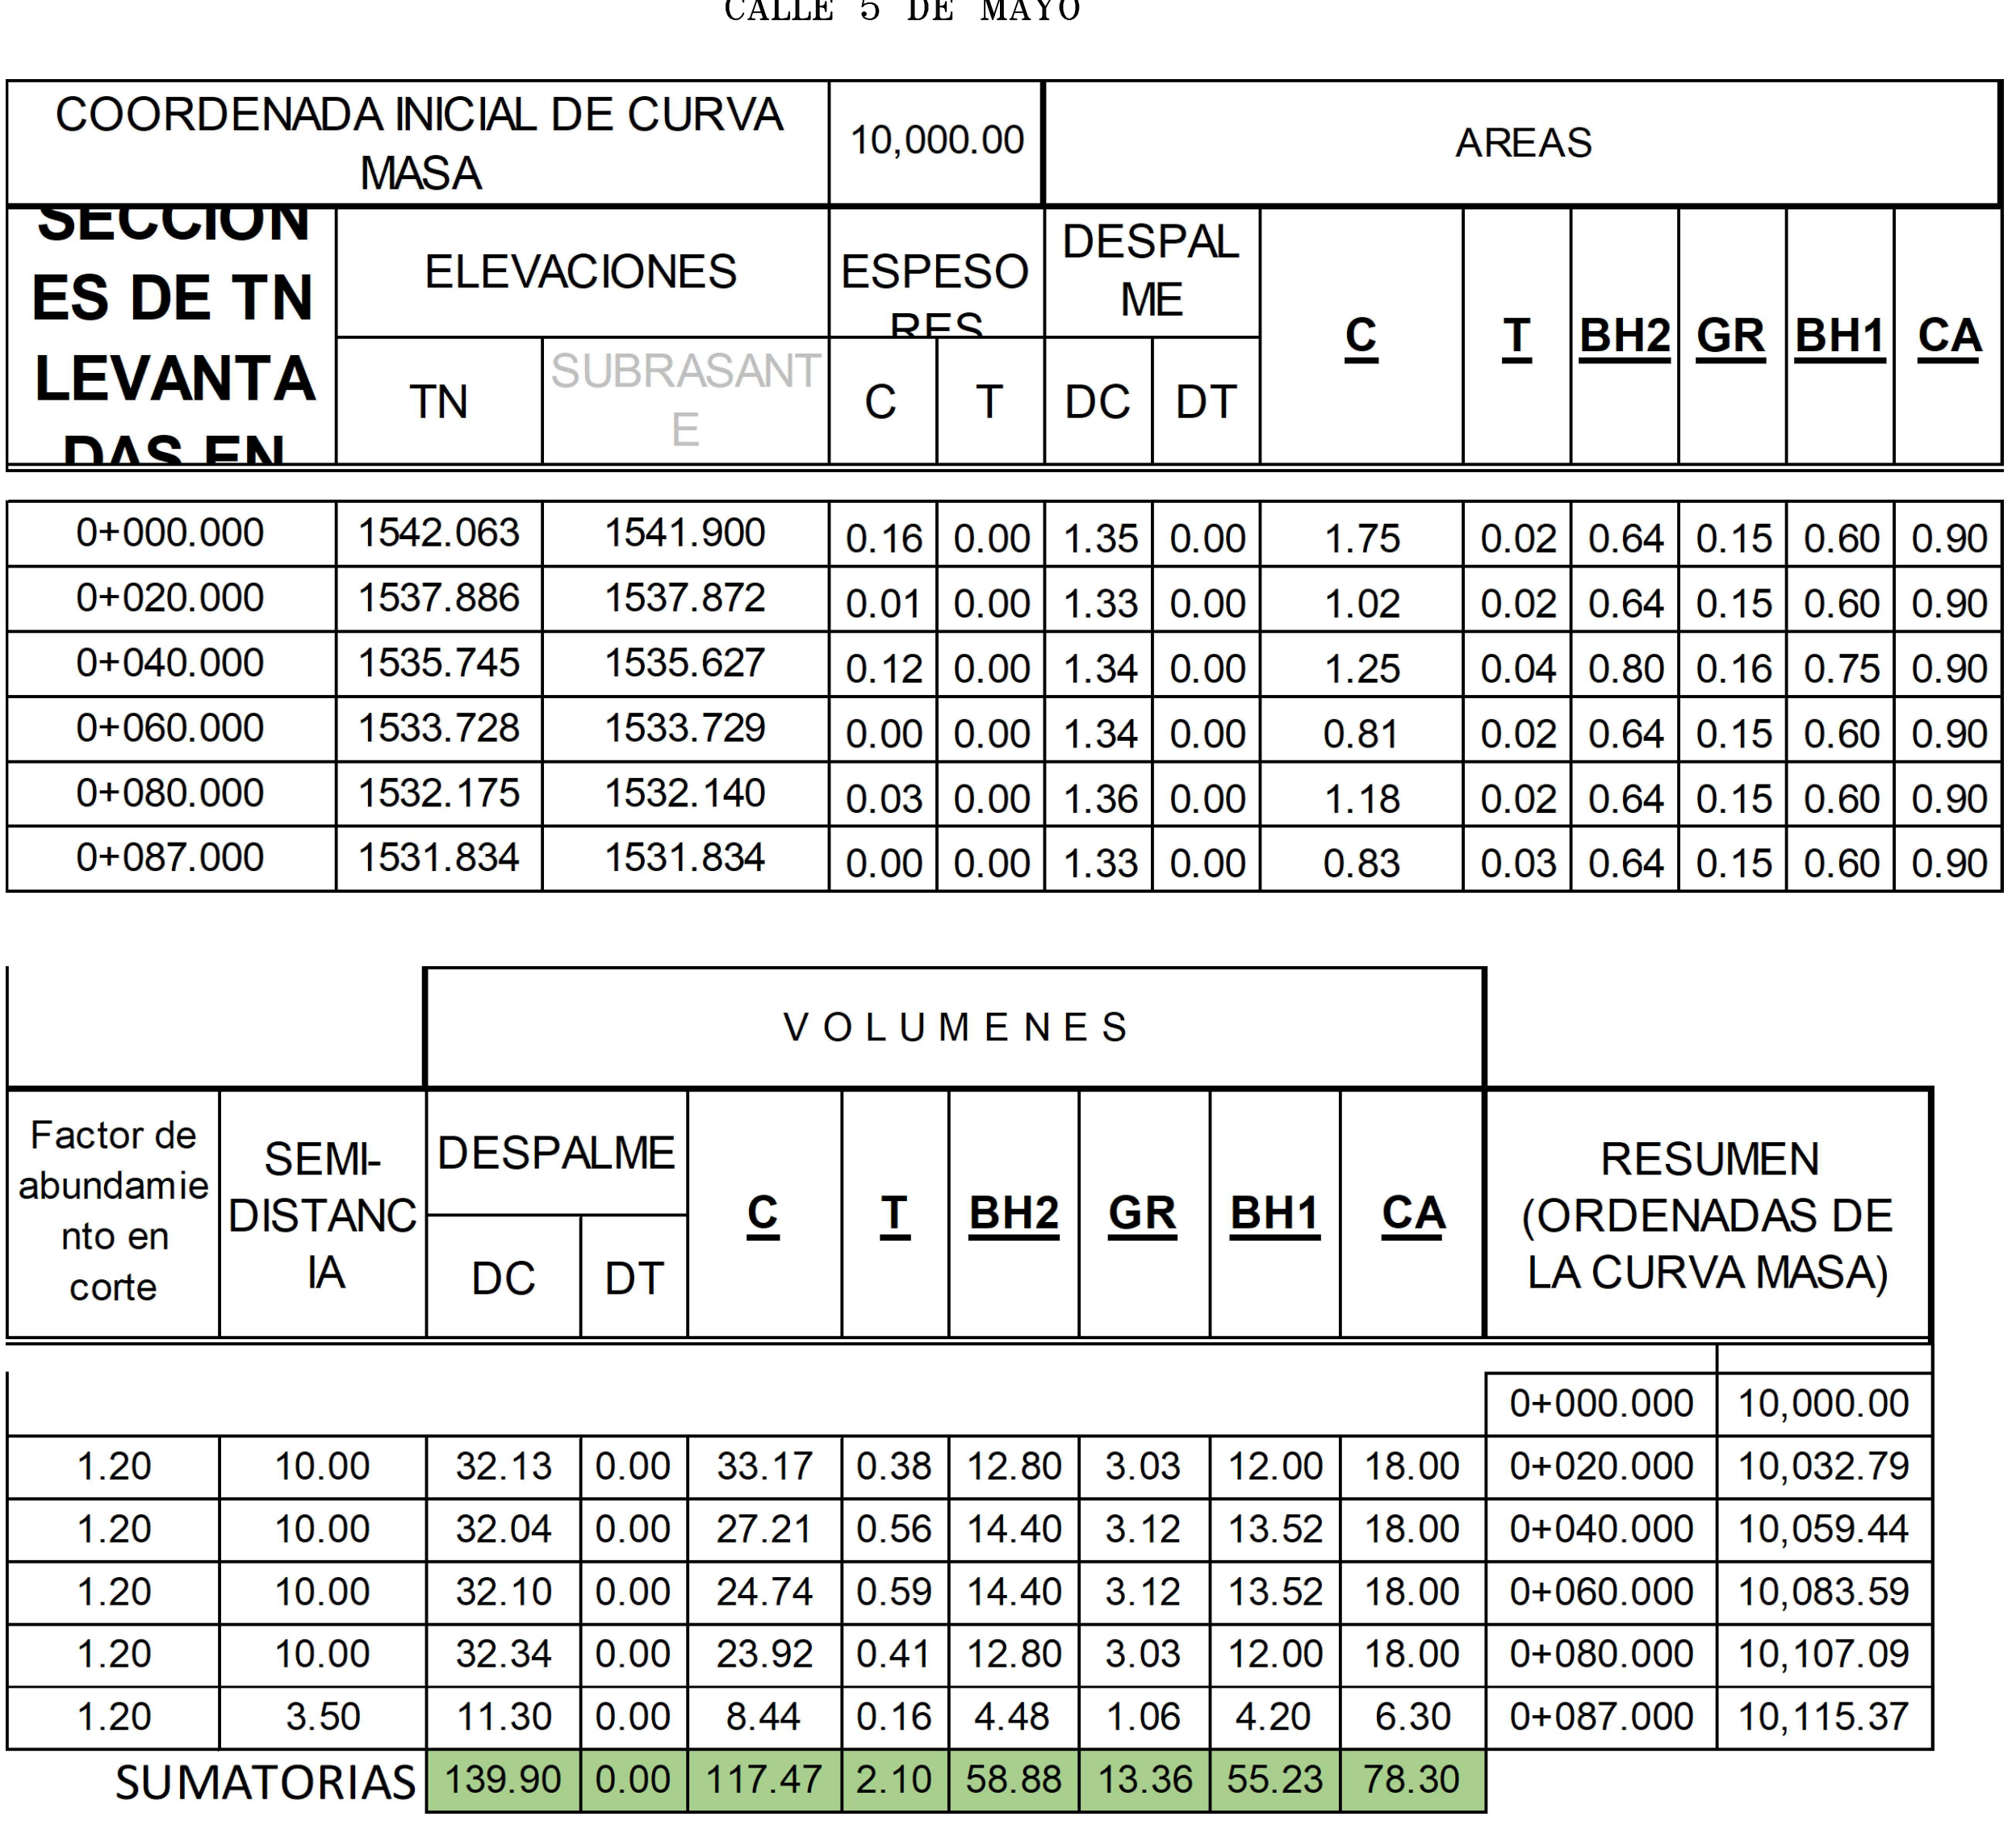 CALLE 5 DE MAYO
COORDENADA INICIAL DE CURVA MASA 10,000.00 AREAS
SECCION
ES DE TN
LEVANTA
DAS EN
ELEVACIONES
ESPESO
RES
DESPAL
ME
C T BH2 GR BH1 CA
TN SUBRASANT
E
C T DC DT
0+000.000 1542.063 1541.900 0.16 0.00 1.35 0.00 1.75 0.02 0.64 0.15 0.60 0.90
0+020.000 1537.886 1537.872 0.01 0.00 1.33 0.00 1.02 0.02 0.64 0.15 0.60 0.90
0+040.000 1535.745 1535.627 0.12 0.00 1.34 0.00 1.25 0.04 0.80 0.16 0.75 0.90
0+060.000 1533.728 1533.729 0.00 0.00 1.34 0.00 0.81 0.02 0.64 0.15 0.60 0.90
0+080.000 1532.175 1532.140 0.03 0.00 1.36 0.00 1.18 0.02 0.64 0.15 0.60 0.90
0+087.000 1531.834 1531.834 0.00 0.00 1.33 0.00 0.83 0.03 0.64 0.15 0.60 0.90
V O L U M E N E S
Factor de
abundamie
nto en
corte
SEMI-
DISTANC
IA
DESPALME
DC DT
C T BH2 GR BH1 CA
RESUMEN
(ORDENADAS DE
LA CURVA MASA)
0+000.000 10,000.00
1.20 10.00 32.13 0.00 33.17 0.38 12.80 3.03 12.00 18.00 0+020.000 10,032.79
1.20 10.00 32.04 0.00 27.21 0.56 14.40 3.12 13.52 18.00 0+040.000 10,059.44
1.20 10.00 32.10 0.00 24.74 0.59 14.40 3.12 13.52 18.00 0+060.000 10,083.59
1.20 10.00 32.34 0.00 23.92 0.41 12.80 3.03 12.00 18.00 0+080.000 10,107.09
1.20 3.50 11.30 0.00 8.44 0.16 4.48 1.06 4.20 6.30 0+087.000 10,115.37
SUMATORIAS 139.90 0.00 117.47 2.10 58.88 13.36 55.23 78.30